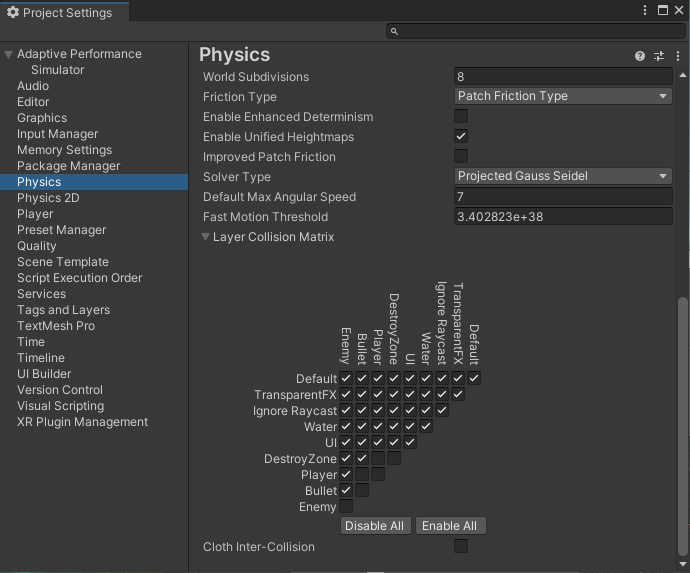 Project Settings
Adaptive Performance
Simulator
Audio
Editor
Graphics
Input Manager
Memory Settings
Package Manager
Physics
Physics 2D
Player
Preset Manager
Quality
Scene Template
Script Execution Order
Services
Tags and Layers
TextMesh Pro
Time
Timeline
UI Builder
Version Control
Visual Scripting
XR Plugin Management
Physics
World Subdivisions 8
Friction Type Patch Friction Type
Enable Enhanced Determinism
Enable Unified Heightmaps
Improved Patch Friction
Solver Type Projected Gauss Seidel
Default Max Angular Speed 7
Fast Motion Threshold 3.402823e+38
Layer Collision Matrix
Enemy
Bullet
Player
DestroyZone
UI
Water
Ignore Raycast
TransparentFX
Default
Default
TransparentFX
Ignore Raycast
Water
UI
DestroyZone
Player
Bullet
Enemy
Disable All Enable All
Cloth Inter-Collision